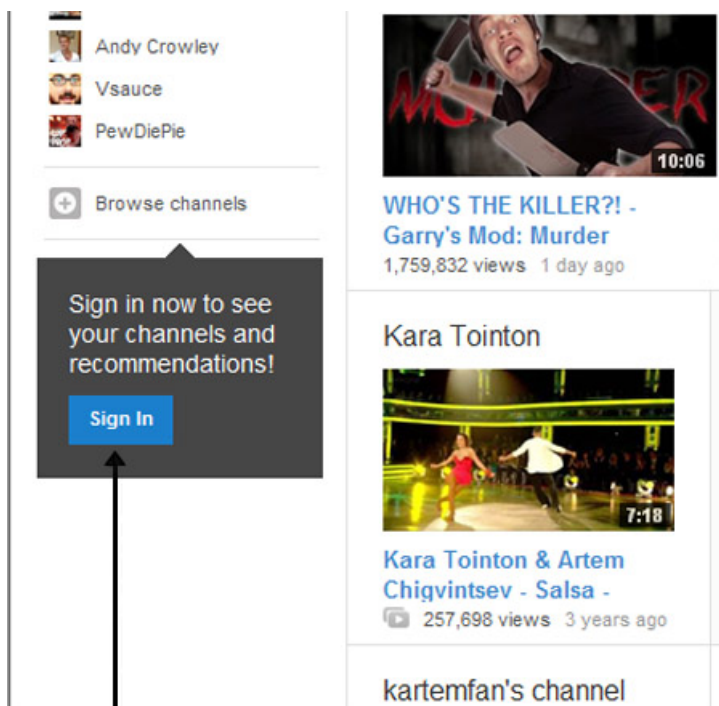 Andy Crowley
Vsauce
PewDiePie
Browse channels
Sign in now to see
your channels and
recommendations!
Sign In
10:06
WHO'S THE KILLER?! -
Garry's Mod: Murder
1,759,832 views 1 day ago
Kara Tointon
7:18
Kara Tointon & Artem
Chigvintsev - Salsa -
257,698 views 3 years ago
kartemfan's channel